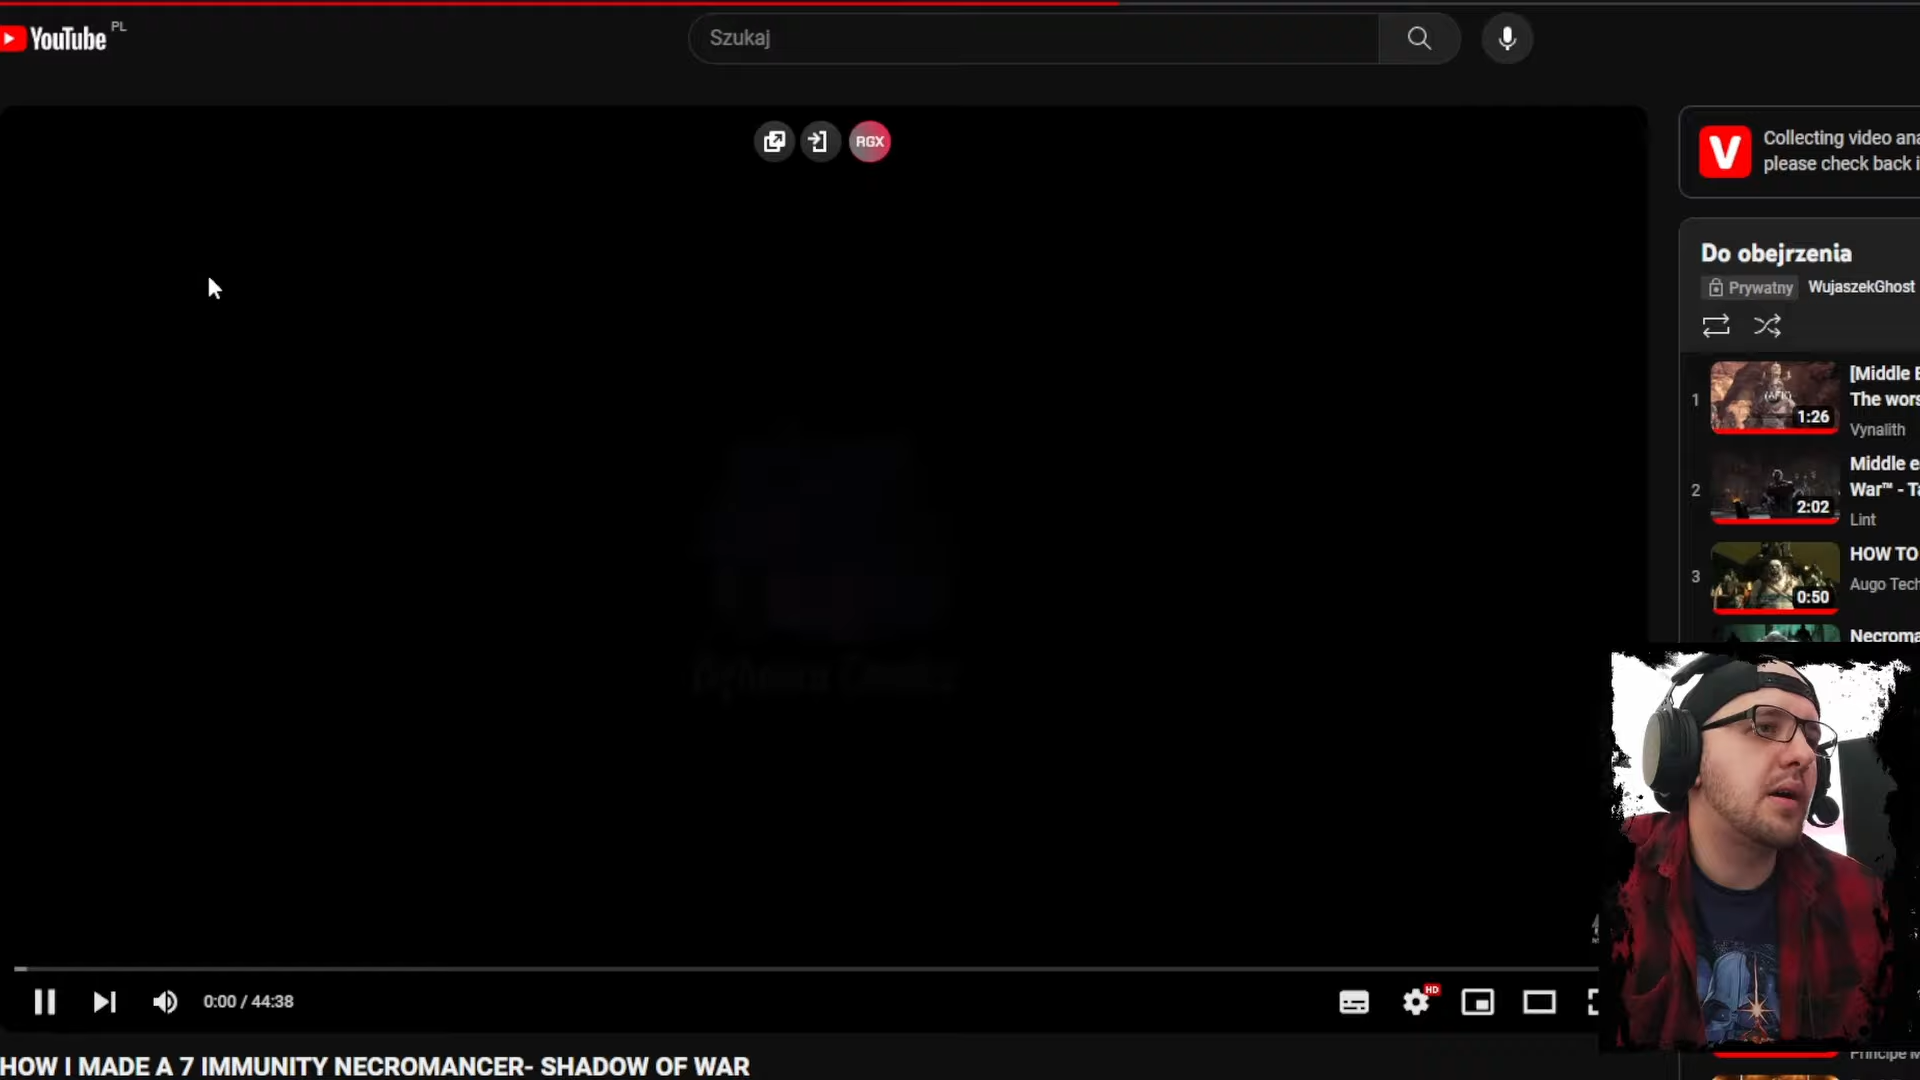 YouTube PL
Szukaj
RGX
Collecting video ana
please check back i
Do obejrzenia
Prywatny WujaszekGhost
1
1:26
[Middle E
The wors
Vynalith
2
2:02
Middle e
War™ - Ta
Lint
3
0:50
HOW TO
Augo Tech
Necroma
0:00 / 44:38
HD
HOW I MADE A 7 IMMUNITY NECROMANCER- SHADOW OF WAR
Principe M